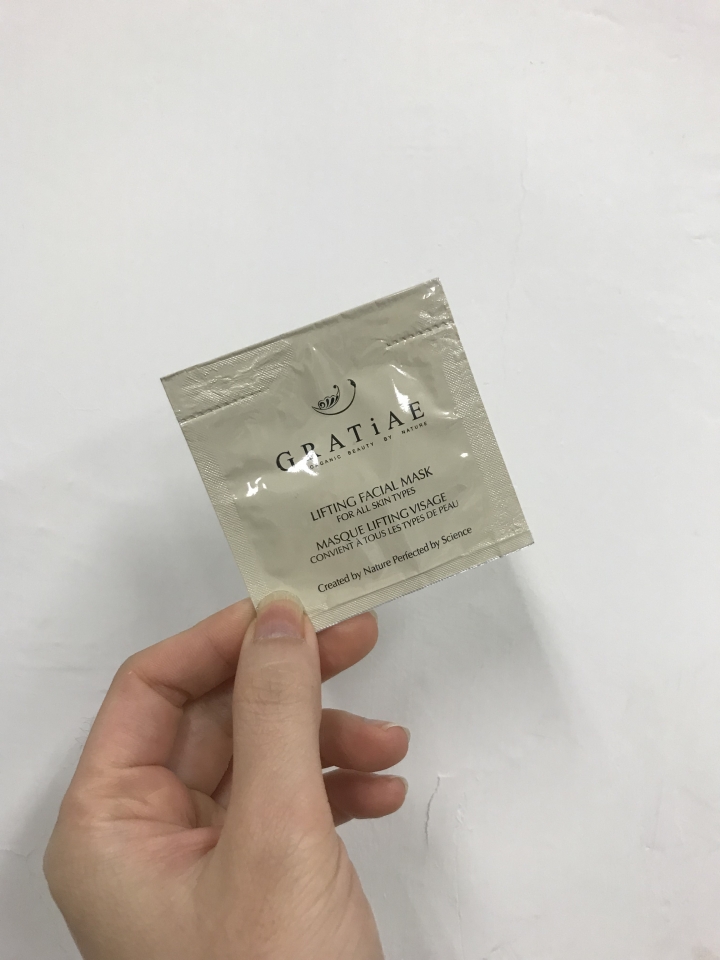 GRATiAE
ORGANIC BEAUTY BY NATURE
LIFTING FACIAL MASK
FOR ALL SKIN TYPES
MASQUE LIFTING VISAGE
CONVIENT À TOUS LES TYPES DE PEAU
Created by Nature Perfected by Science